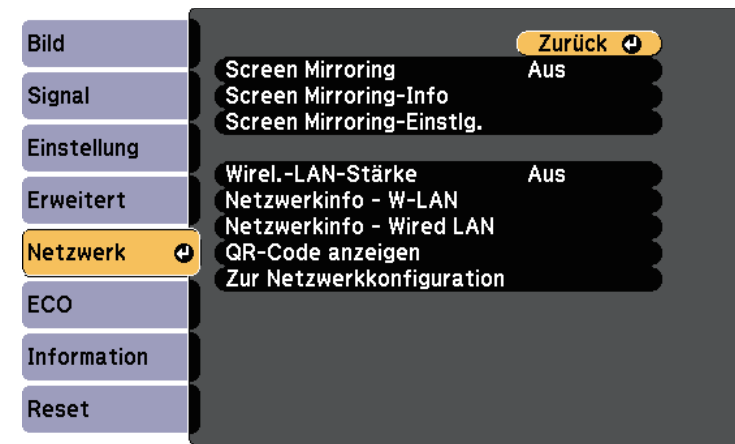 Bild
Signal
Einstellung
Erweitert
Netzwerk
ECO
Information
Reset
Zurück
Screen Mirroring Aus
Screen Mirroring-Info
Screen Mirroring-Einstlg.
Wirel.-LAN-Stärke Aus
Netzwerkinfo - W-LAN
Netzwerkinfo - Wired LAN
QR-Code anzeigen
Zur Netzwerkkonfiguration